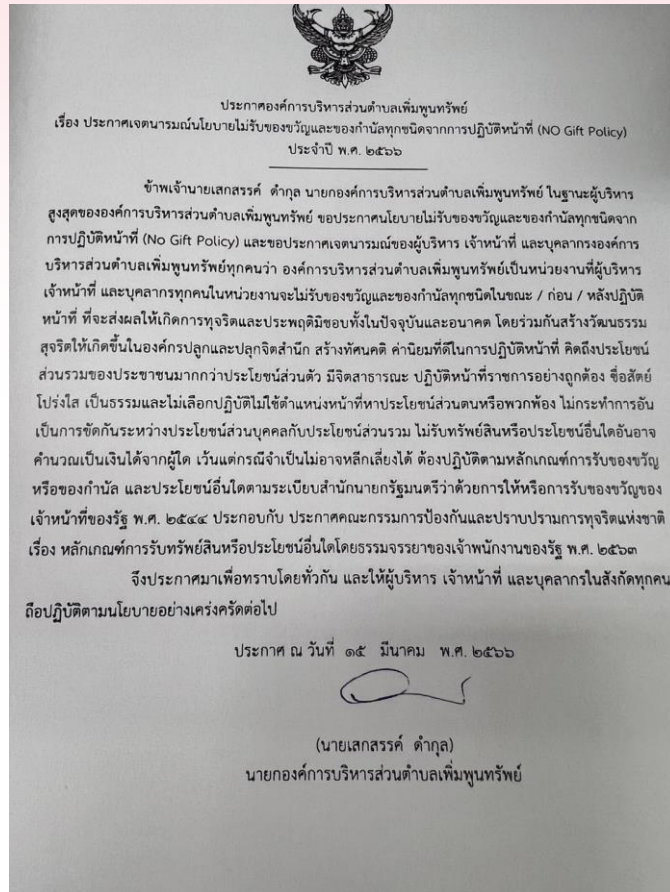 ประกาศองค์การบริหารส่วนตำบลเพิ่มพูนทรัพย์
เรื่อง ประกาศเจตนารมณ์นโยบายไม่รับของขวัญและของกำนัลทุกชนิดจากการปฏิบัติหน้าที่ (NO Gift Policy)
ประจำปี พ.ศ. ๒๕๖๖
ข้าพเจ้านายเสกสรรค์ ดำกุล นายกองค์การบริหารส่วนตำบลเพิ่มพูนทรัพย์ ในฐานะผู้บริหาร
สูงสุดขององค์การบริหารส่วนตำบลเพิ่มพูนทรัพย์ ขอประกาศนโยบายไม่รับของขวัญและของกำนัลทุกชนิดจาก
การปฏิบัติหน้าที่ (No Gift Policy) และขอประกาศเจตนารมณ์ของผู้บริหาร เจ้าหน้าที่ และบุคลากรองค์การ
บริหารส่วนตำบลเพิ่มพูนทรัพย์ทุกคนว่า องค์การบริหารส่วนตำบลเพิ่มพูนทรัพย์เป็นหน่วยงานที่ผู้บริหาร
เจ้าหน้าที่ และบุคลากรทุกคนในหน่วยงานจะไม่รับของขวัญและของกำนัลทุกชนิดในขณะ / ก่อน / หลังปฏิบัติ
หน้าที่ ที่จะส่งผลให้เกิดการทุจริตและประพฤติมิชอบทั้งในปัจจุบันและอนาคต โดยร่วมกันสร้างวัฒนธรรม
สุจริตให้เกิดขึ้นในองค์กรปลูกและปลุกจิตสำนึก สร้างทัศนคติ ค่านิยมที่ดีในการปฏิบัติหน้าที่ คิดถึงประโยชน์
ส่วนรวมของประชาชนมากกว่าประโยชน์ส่วนตัว มีจิตสาธารณะ ปฏิบัติหน้าที่ราชการอย่างถูกต้อง ซื่อสัตย์
โปร่งใส เป็นธรรมและไม่เลือกปฏิบัติไม่ใช้ตำแหน่งหน้าที่หาประโยชน์ส่วนตนหรือพวกพ้อง ไม่กระทำการอัน
เป็นการขัดกันระหว่างประโยชน์ส่วนบุคคลกับประโยชน์ส่วนรวม ไม่รับทรัพย์สินหรือประโยชน์อื่นใดอันอาจ
คำนวณเป็นเงินได้จากผู้ใด เว้นแต่กรณีจำเป็นไม่อาจหลีกเลี่ยงได้ ต้องปฏิบัติตามหลักเกณฑ์การรับของขวัญ
หรือของกำนัล และประโยชน์อื่นใดตามระเบียบสำนักนายกรัฐมนตรีว่าด้วยการให้หรือการรับของขวัญของ
เจ้าหน้าที่ของรัฐ พ.ศ. ๒๕๔๔ ประกอบกับ ประกาศคณะกรรมการป้องกันและปราบปรามการทุจริตแห่งชาติ
เรื่อง หลักเกณฑ์การรับทรัพย์สินหรือประโยชน์อื่นใดโดยธรรมจรรยาของเจ้าพนักงานของรัฐ พ.ศ. ๒๕๖๓
จึงประกาศมาเพื่อทราบโดยทั่วกัน และให้ผู้บริหาร เจ้าหน้าที่ และบุคลากรในสังกัดทุกคน
ถือปฏิบัติตามนโยบายอย่างเคร่งครัดต่อไป
ประกาศ ณ วันที่ ๑๕ มีนาคม พ.ศ. ๒๕๖๖
(นายเสกสรรค์ ดำกุล)
นายกองค์การบริหารส่วนตำบลเพิ่มพูนทรัพย์